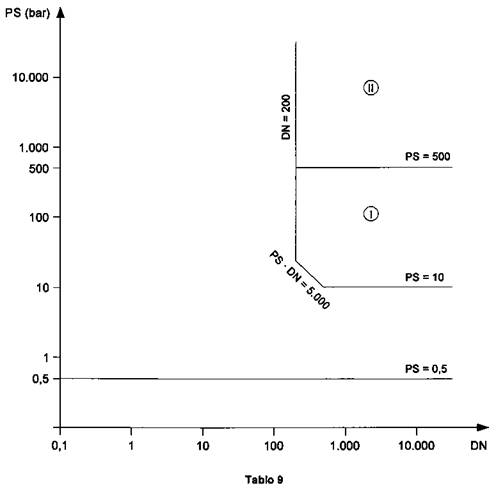 PS (bar)
10.000
1.000
500
100
10
1
0,5
DN = 200
II
PS = 500
I
PS · DN = 5.000
PS = 10
PS = 0,5
0,1
1
10
100
1.000
10.000
DN
Tablo 9